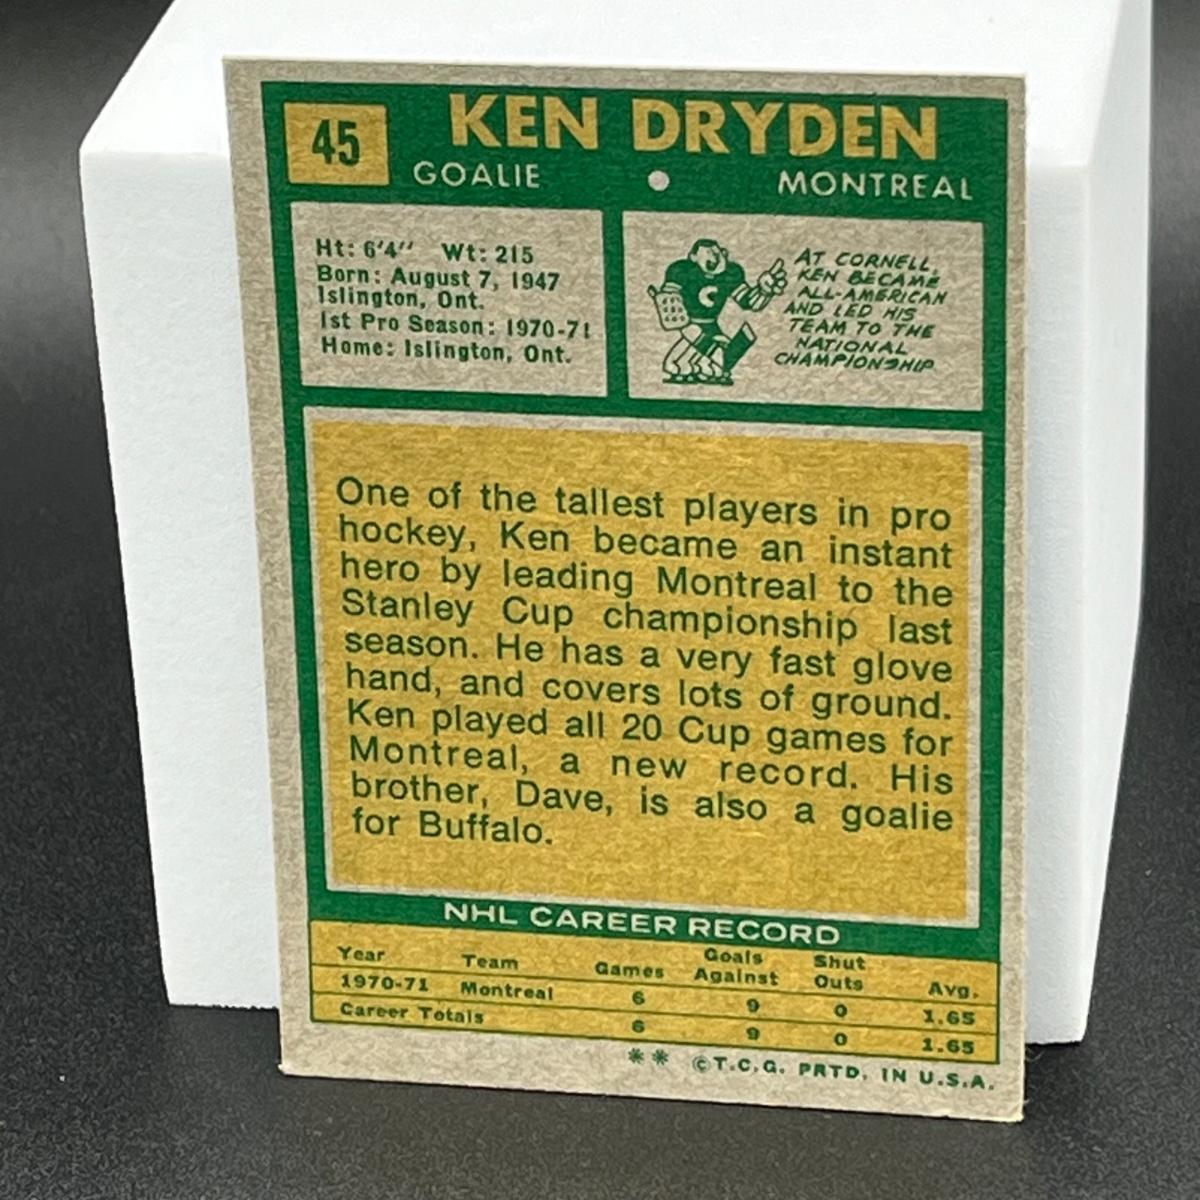 45
KEN DRYDEN
GOALIE • MONTREAL
Ht: 6'4'' Wt: 215
Born: August 7, 1947
Islington, Ont.
1st Pro Season: 1970-71
Home: Islington, Ont.
C
AT CORNELL,
KEN BECAME
ALL-AMERICAN
AND LED HIS
TEAM TO THE
NATIONAL
CHAMPIONSHIP
One of the tallest players in pro
hockey, Ken became an instant
hero by leading Montreal to the
Stanley Cup championship last
season. He has a very fast glove
hand, and covers lots of ground.
Ken played all 20 Cup games for
Montreal, a new record. His
brother, Dave, is also a goalie
for Buffalo.
NHL CAREER RECORD
Year Team Games Goals Against Shut Outs Avg.
1970-71 Montreal 6 9 0 1.65
Career Totals 6 9 0 1.65
** ©T.C.G. PRTD. IN U.S.A.